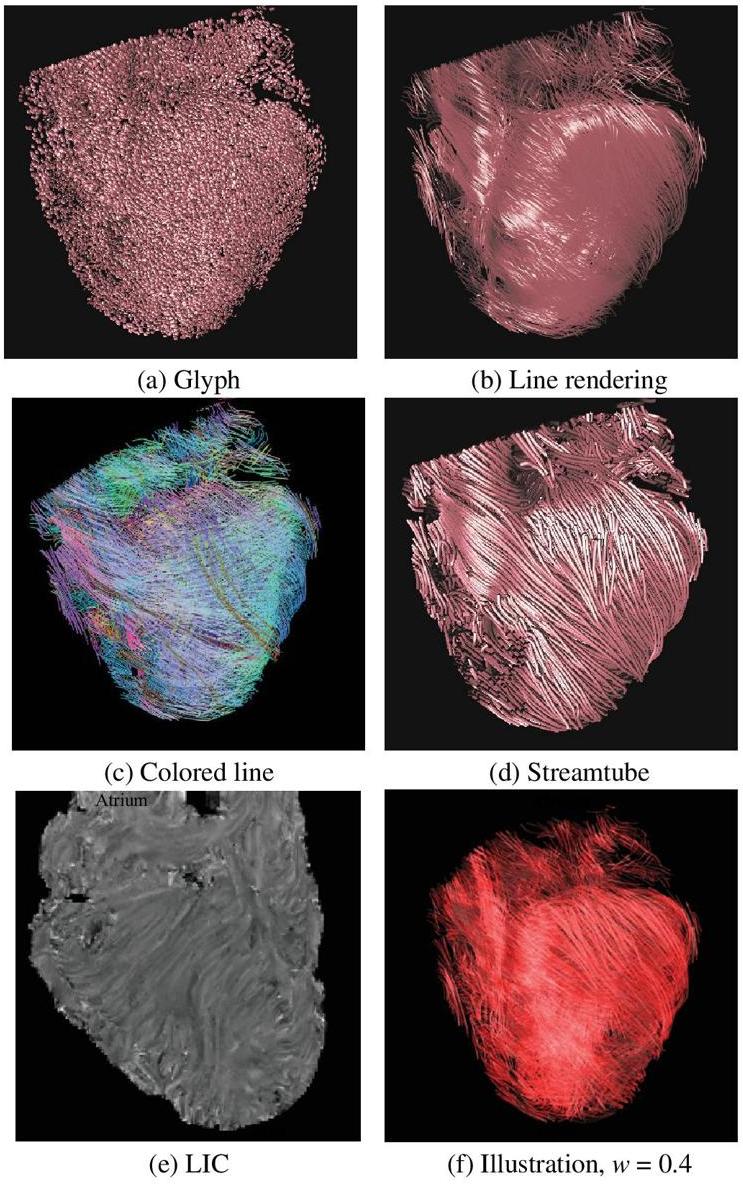 (a) Glyph
(b) Line rendering
(c) Colored line
(d) Streamtube
Atrium
(e) LIC
(f) Illustration, w = 0.4